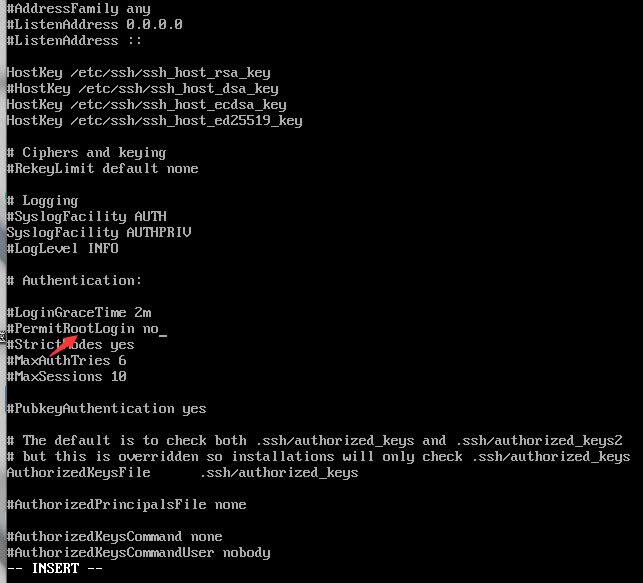 #AddressFamily any
#ListenAddress 0.0.0.0
#ListenAddress ::
HostKey /etc/ssh/ssh_host_rsa_key
#HostKey /etc/ssh/ssh_host_dsa_key
HostKey /etc/ssh/ssh_host_ecdsa_key
HostKey /etc/ssh/ssh_host_ed25519_key
# Ciphers and keying
#RekeyLimit default none
# Logging
#SyslogFacility AUTH
SyslogFacility AUTHPRIV
#LogLevel INFO
# Authentication:
#LoginGraceTime 2m
#PermitRootLogin no_
#StrictModes yes
#MaxAuthTries 6
#MaxSessions 10
#PubkeyAuthentication yes
# The default is to check both .ssh/authorized_keys and .ssh/authorized_keys2
# but this is overridden so installations will only check .ssh/authorized_keys
AuthorizedKeysFile      .ssh/authorized_keys
#AuthorizedPrincipalsFile none
#AuthorizedKeysCommand none
#AuthorizedKeysCommandUser nobody
-- INSERT --